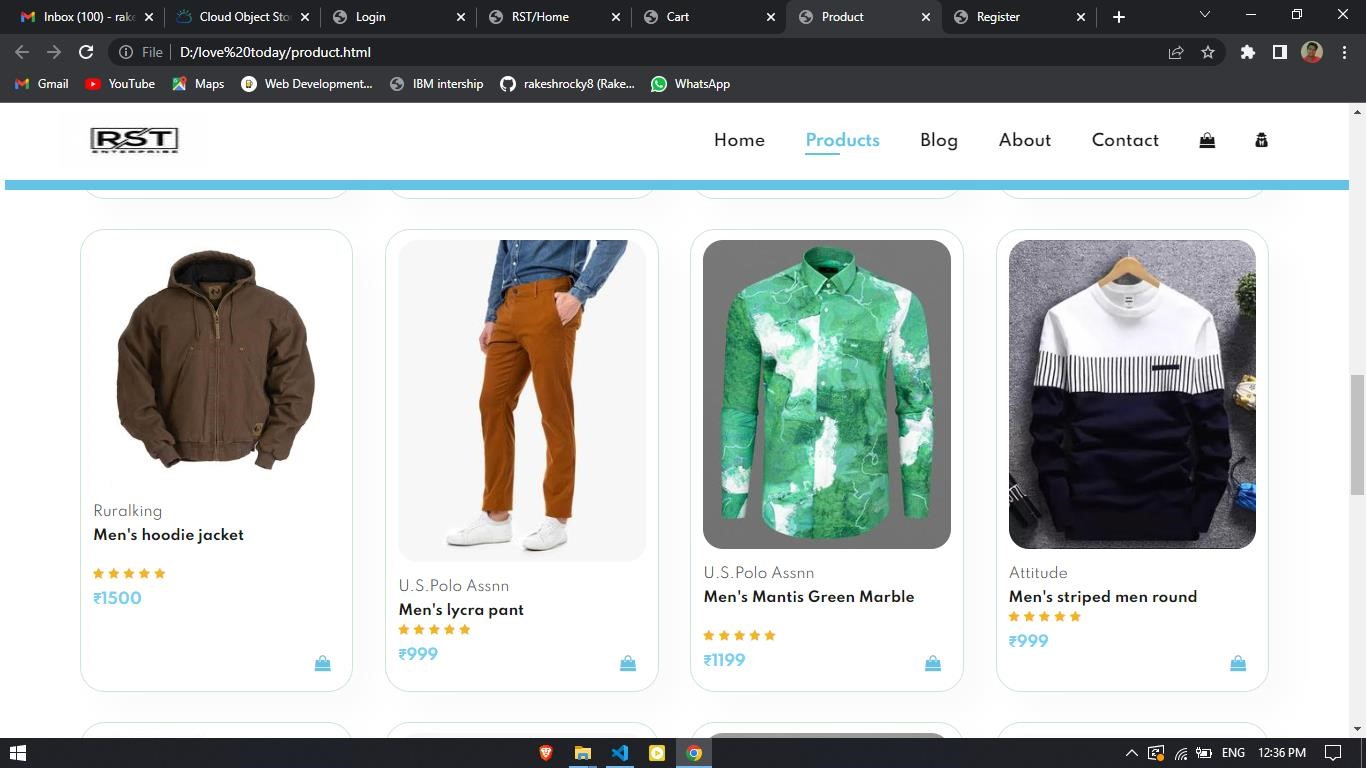 Inbox (100) - rake
Cloud Object Sto
Login
RST/Home
Cart
Product
Register
File
D:/love%20today/product.html
Gmail
YouTube
Maps
Web Development...
IBM intership
rakeshrocky8 (Rake...
WhatsApp
RST
ENTERPRISE
Home
Products
Blog
About
Contact
Ruralking
Men's hoodie jacket
₹1500
U.S.Polo Assnn
Men's lycra pant
₹999
U.S.Polo Assnn
Men's Mantis Green Marble
₹1199
Attitude
Men's striped men round
₹999
ENG
12:36 PM